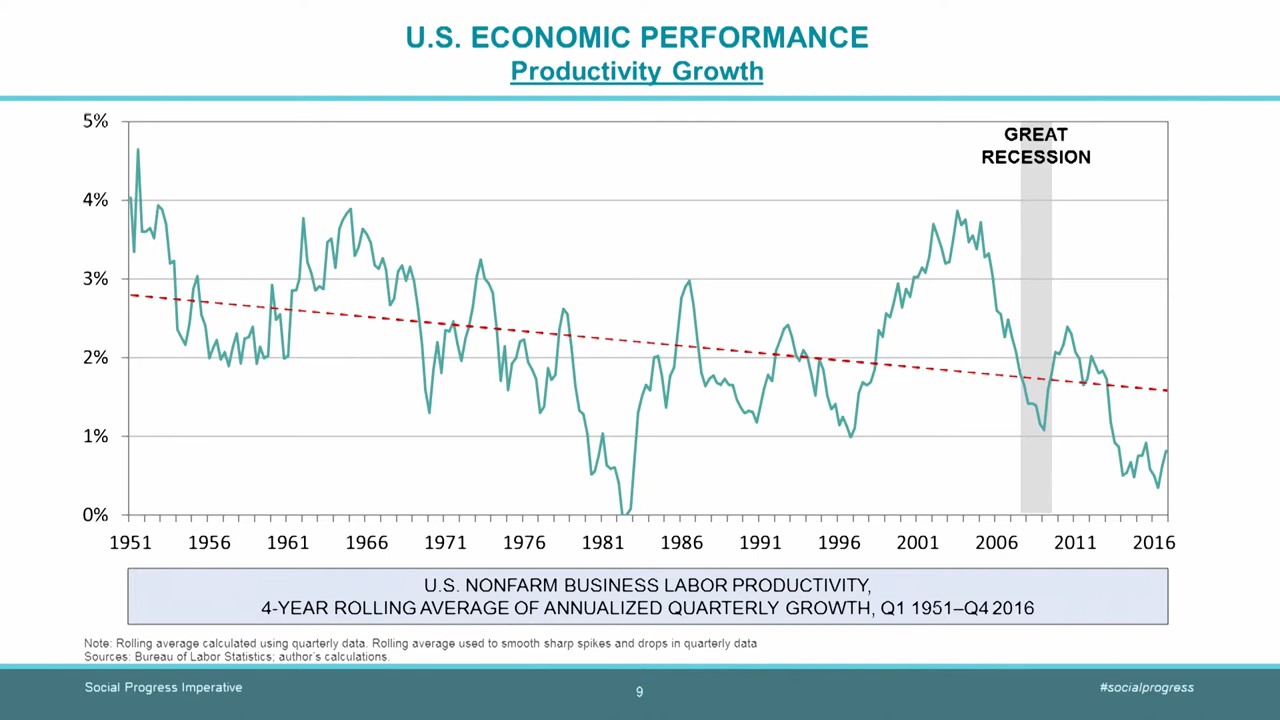 U.S. ECONOMIC PERFORMANCE
Productivity Growth
5%
GREAT
RECESSION
4%
3%
2%
1%
0%
1951 1956 1961 1966 1971 1976 1981 1986 1991 1996 2001 2006 2011 2016
U.S. NONFARM BUSINESS LABOR PRODUCTIVITY,
4-YEAR ROLLING AVERAGE OF ANNUALIZED QUARTERLY GROWTH, Q1 1951–Q4 2016
Note: Rolling average calculated using quarterly data. Rolling average used to smooth sharp spikes and drops in quarterly data
Sources: Bureau of Labor Statistics; author's calculations.
Social Progress Imperative
9
#socialprogress